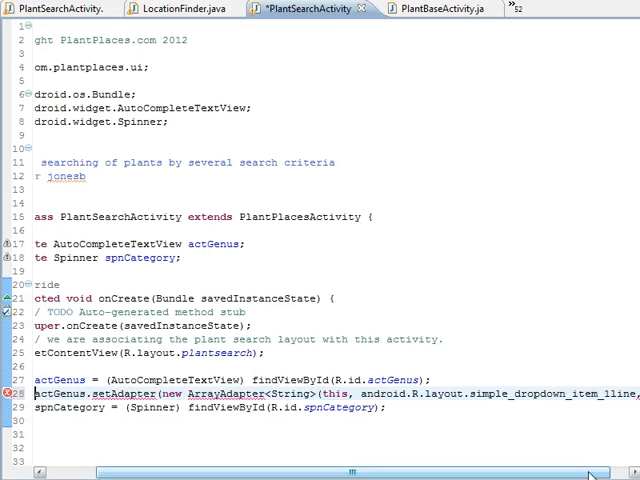 PlantSearchActivity.
LocationFinder.java
*PlantSearchActivity
PlantBaseActivity.ja
»52
1
2 ght PlantPlaces.com 2012
3
4 om.plantplaces.ui;
5
6 droid.os.Bundle;
7 droid.widget.AutoCompleteTextView;
8 droid.widget.Spinner;
9
10
11 searching of plants by several search criteria
12 r jonesb
13
14
15 ass PlantSearchActivity extends PlantPlacesActivity {
16
17 te AutoCompleteTextView actGenus;
18 te Spinner spnCategory;
19
20 ride
21 cted void onCreate(Bundle savedInstanceState) {
22 / TODO Auto-generated method stub
23 uper.onCreate(savedInstanceState);
24 / we are associating the plant search layout with this activity.
25 etContentView(R.layout.plantsearch);
26
27 actGenus = (AutoCompleteTextView) findViewById(R.id.actGenus);
28 actGenus.setAdapter(new ArrayAdapter<String>(this, android.R.layout.simple_dropdown_item_1line,
29 spnCategory = (Spinner) findViewById(R.id.spnCategory);
30
31
32
33